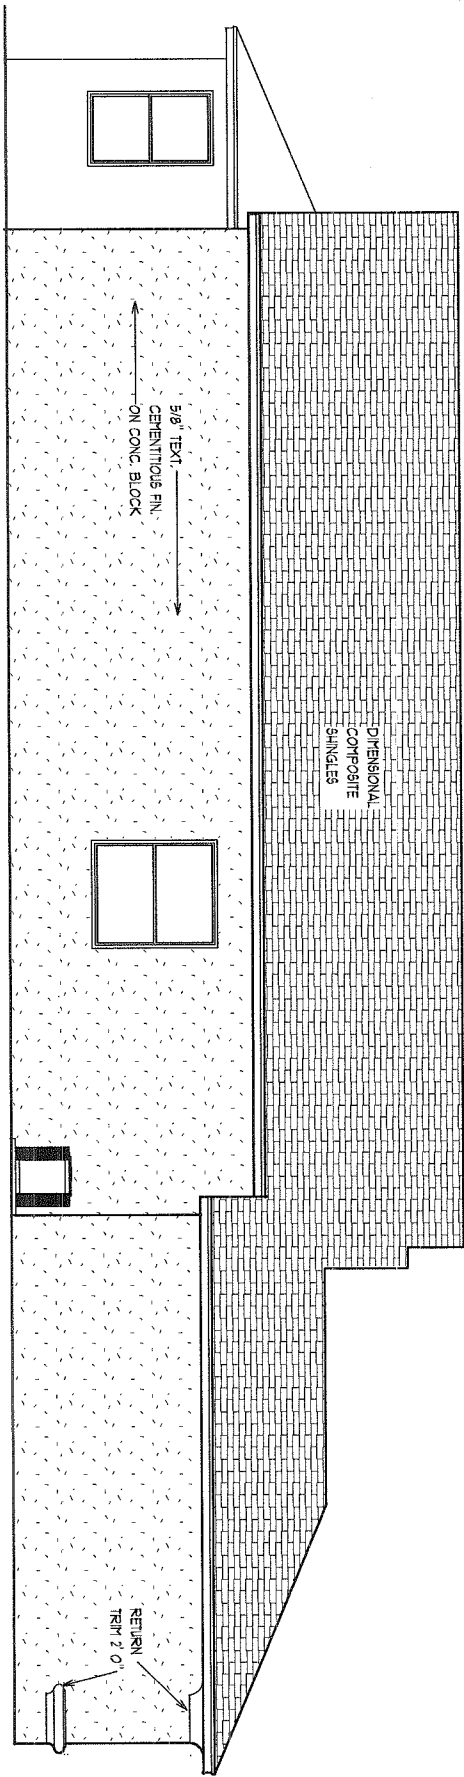 DIMENSIONAL
COMPOSITE
SHINGLES
5/8" TEXT.
CEMENTITIOUS FIN.
ON CONC. BLOCK
RETURN
TRIM 2' 0"